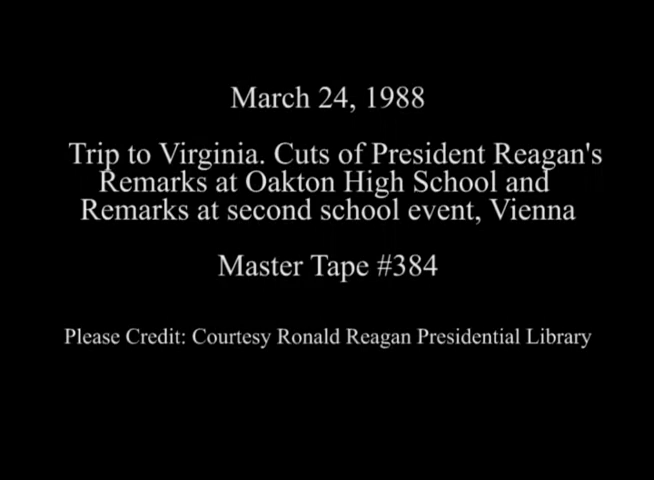 March 24, 1988
Trip to Virginia. Cuts of President Reagan's
Remarks at Oakton High School and
Remarks at second school event, Vienna
Master Tape #384
Please Credit: Courtesy Ronald Reagan Presidential Library